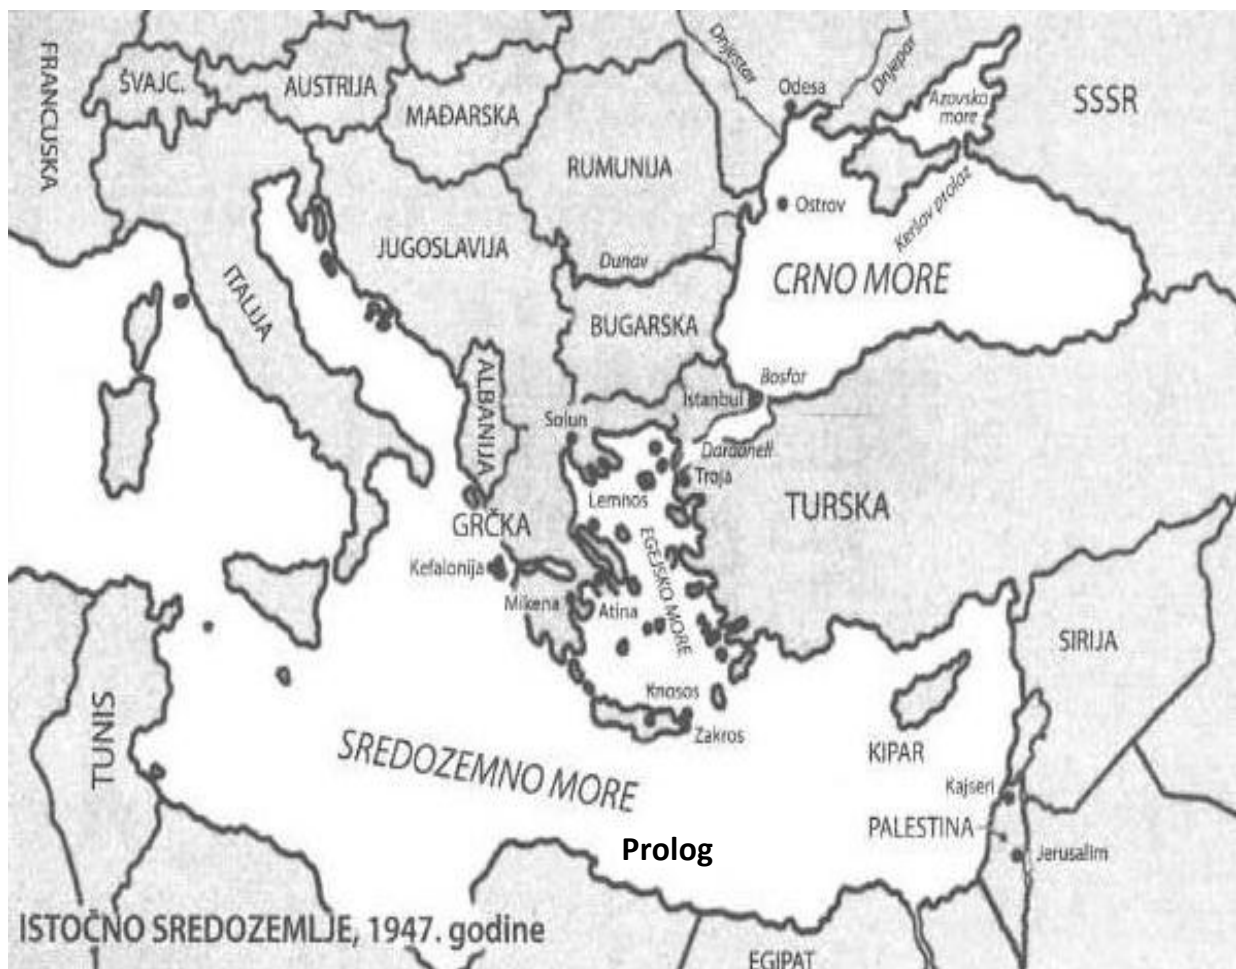 FRANCUSKA
ŠVAJC.
AUSTRIJA
MAĐARSKA
Dnjestar
Odesa
Dnjepar
Azovsko
more
SSSR
RUMUNIJA
Ostrov
Keršov prolaz
JUGOSLAVIJA
Dunav
CRNO MORE
ITALIJA
BUGARSKA
ALBANIJA
Bosfor
Istanbul
Solun
Dardaneli
Troja
Lemnos
TURSKA
GRČKA
EGEJSKO MORE
Kefalonija
Mikena
Atina
SIRIJA
Knosos
Zakros
TUNIS
SREDOZEMNO MORE
KIPAR
Kajseri
PALESTINA
Jerusalim
Prolog
ISTOČNO SREDOZEMLJE, 1947. godine
EGIPAT